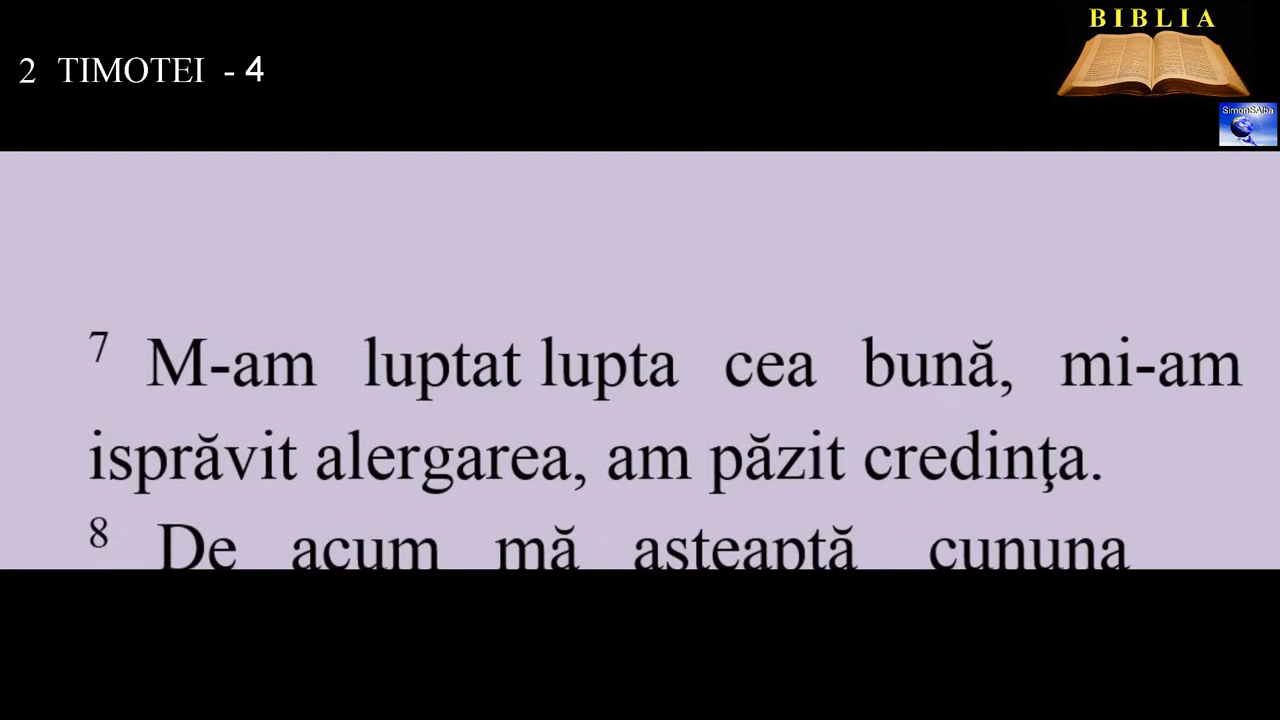 BIBLIA
2 TIMOTEI - 4
SimonSAlba
7 M-am luptat lupta cea bună, mi-am
isprăvit alergarea, am păzit credinţa.
8 De acum mă aşteaptă cununa